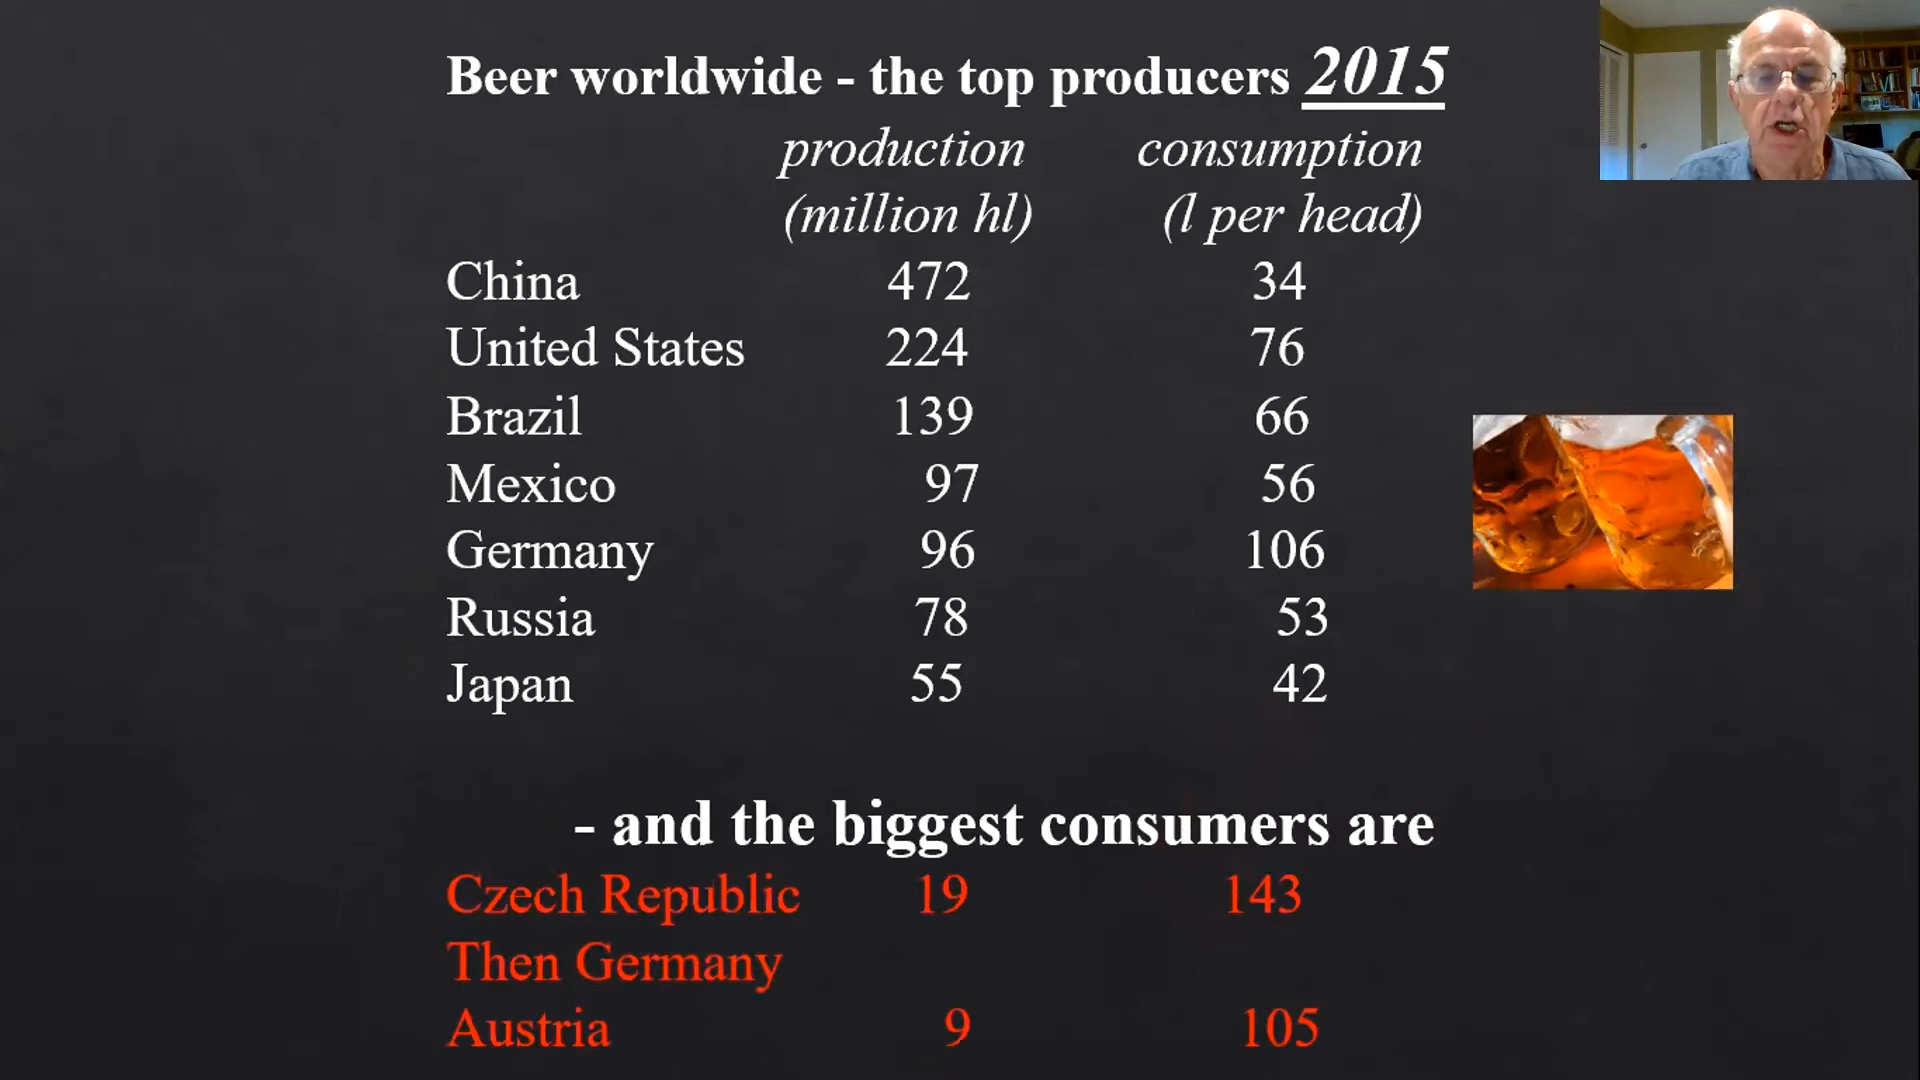 Beer worldwide - the top producers 2015
production consumption
(million hl) (l per head)
China 472 34
United States 224 76
Brazil 139 66
Mexico 97 56
Germany 96 106
Russia 78 53
Japan 55 42
- and the biggest consumers are
Czech Republic 19 143
Then Germany
Austria 9 105